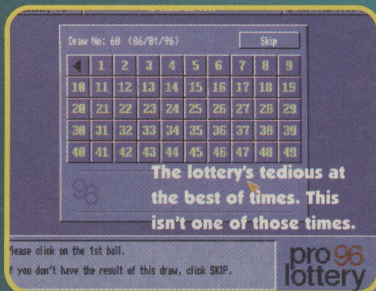 Draw No: 60 (06/01/96)
Skip
1 2 3 4 5 6 7 8 9
10 11 12 13 14 15 16 17 18 19
20 21 22 23 24 25 26 27 28 29
30 31 32 33 34 35 36 37 38 39
40 41 42 43 44 45 46 47 48 49
96
The lottery's tedious at
the best of times. This
isn't one of those times.
Please click on the 1st ball.
f you don't have the result of this draw, click SKIP.
pro 96
lottery